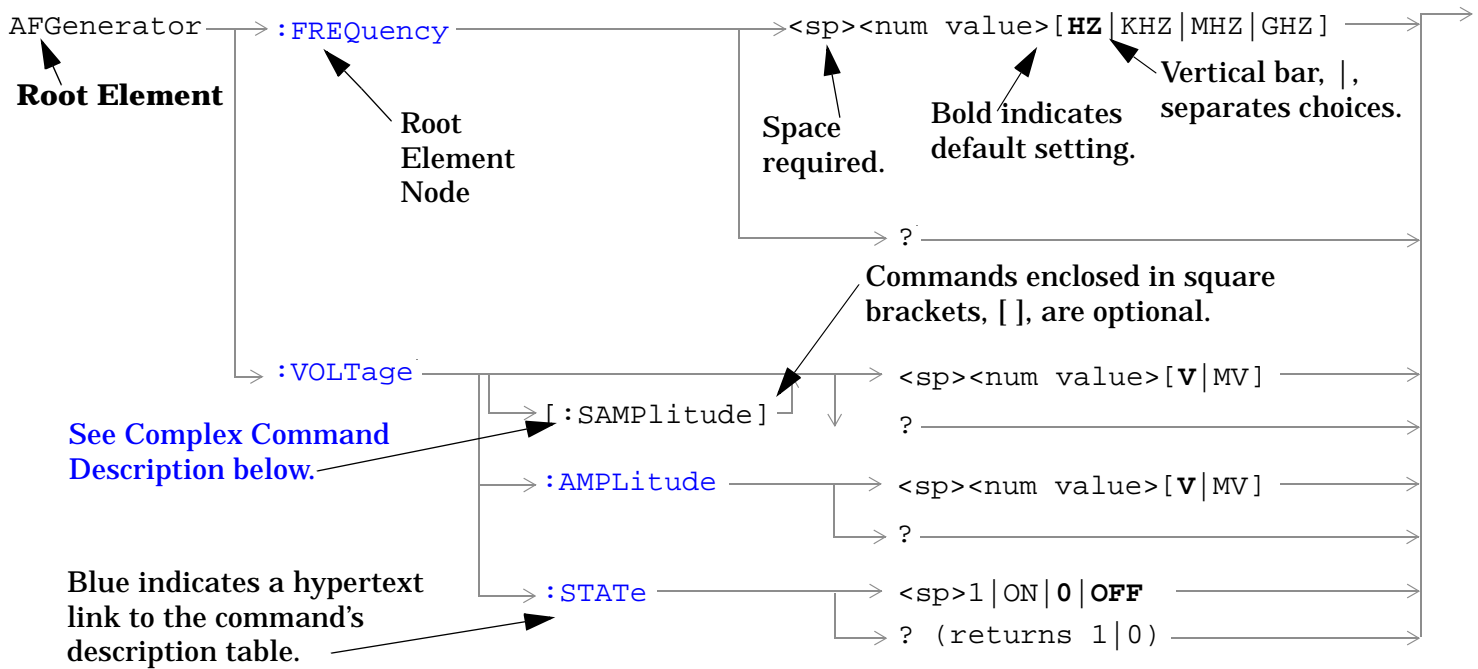 AFGenerator :FREQuency <sp><num value>[HZ|KHZ|MHZ|GHZ]
Root Element
Root
Element
Node
Space
required.
Bold indicates
default setting.
Vertical bar, |,
separates choices.
?
Commands enclosed in square
brackets, [ ], are optional.
:VOLTage <sp><num value>[V|MV]
[:SAMPlitude]
?
See Complex Command
Description below.
:AMPLitude <sp><num value>[V|MV]
?
Blue indicates a hypertext
link to the command's
description table.
:STATe <sp>1|ON|0|OFF
? (returns 1|0)